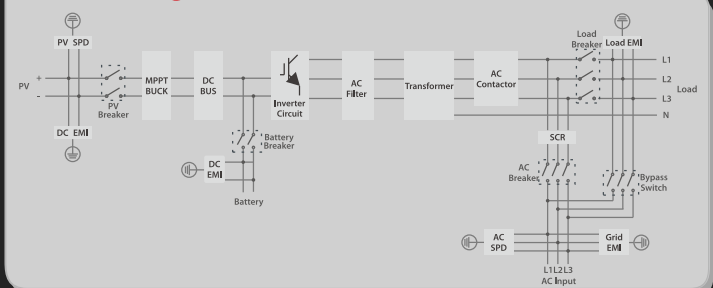 PV SPD
PV
+
-
DC EMI
PV
Breaker
MPPT
BUCK
DC
BUS
Battery
Breaker
DC
EMI
Battery
Inverter
Circuit
AC
Filter
Transformer
AC
Contactor
Load
Breaker
Load EMI
L1
L2
L3
N
Load
SCR
AC
Breaker
Bypass
Switch
AC
SPD
Grid
EMI
L1L2L3
AC Input